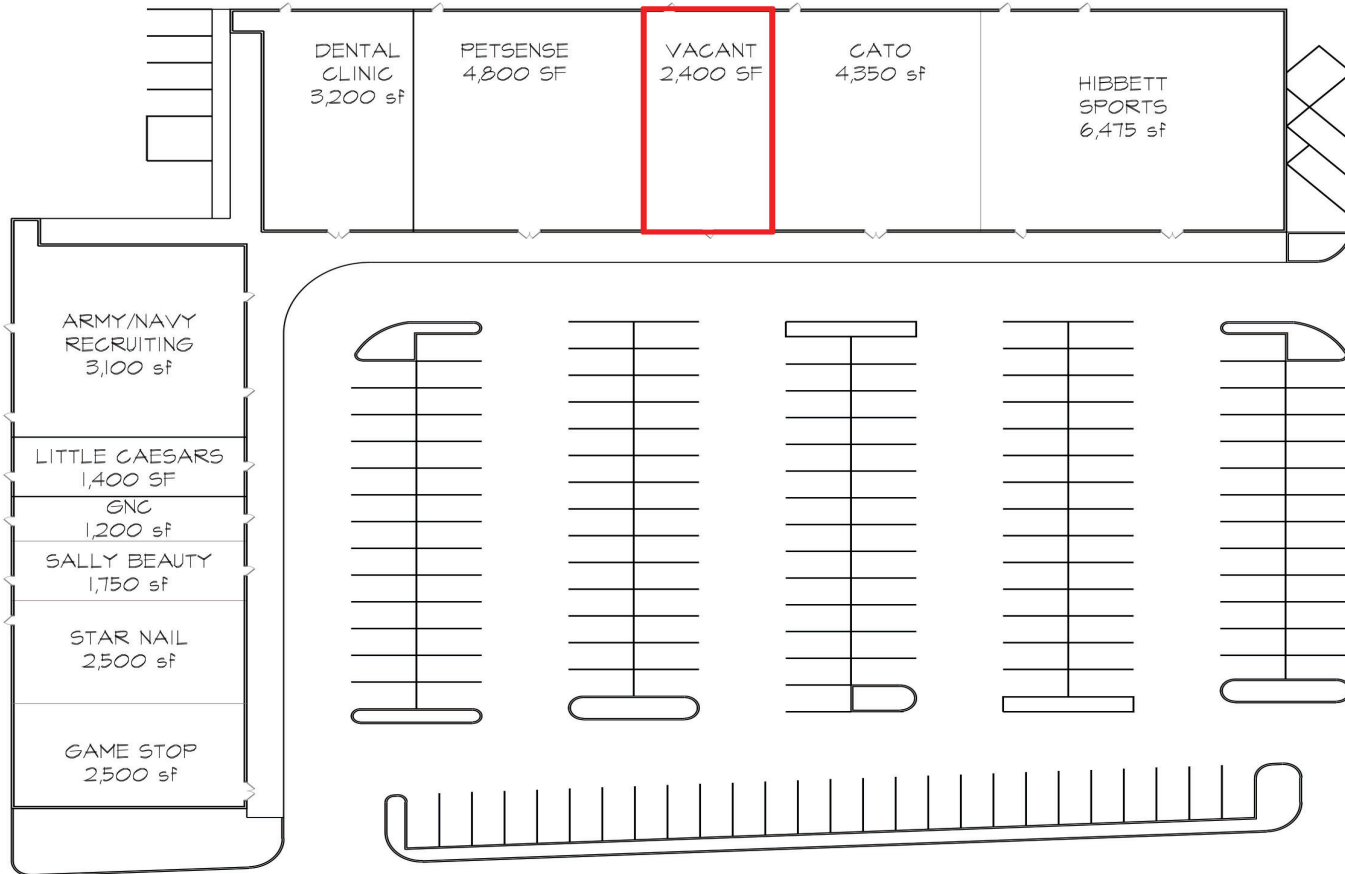 DENTAL
CLINIC
3,200 sf
PETSENSE
4,800 SF
VACANT
2,400 SF
CATO
4,350 sf
HIBBETT
SPORTS
6,475 sf
ARMY/NAVY
RECRUITING
3,100 sf
LITTLE CAESARS
1,400 SF
GNC
1,200 sf
SALLY BEAUTY
1,750 sf
STAR NAIL
2,500 sf
GAME STOP
2,500 sf